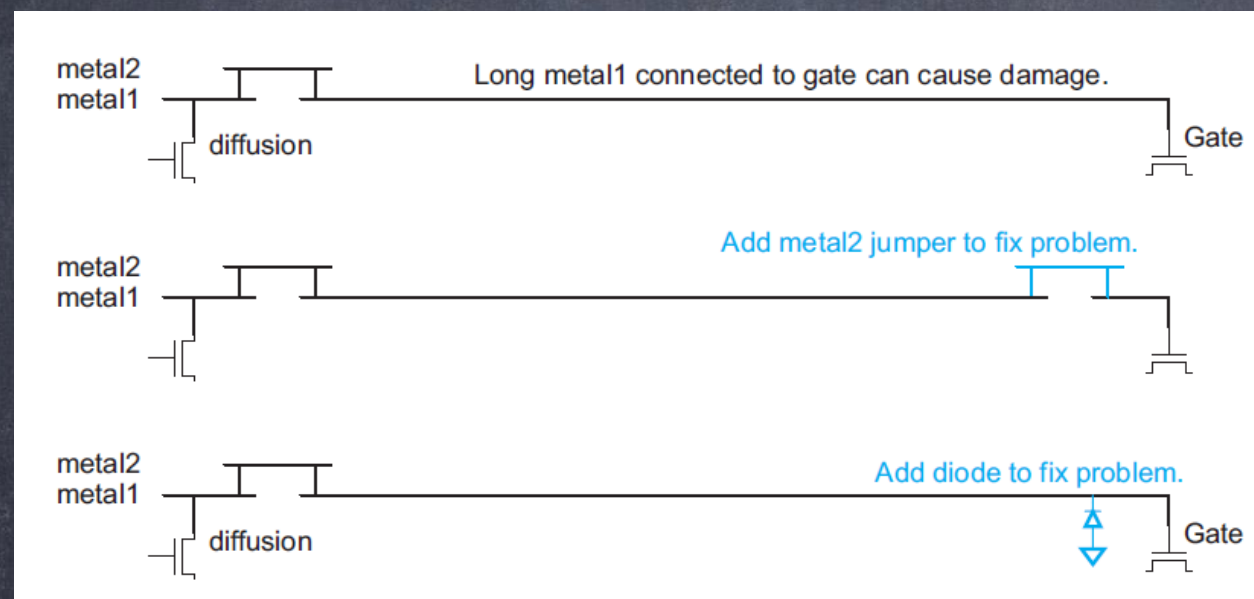 metal2
metal1
Long metal1 connected to gate can cause damage.
diffusion
Gate
Add metal2 jumper to fix problem.
metal2
metal1
metal2
metal1
Add diode to fix problem.
diffusion
Gate